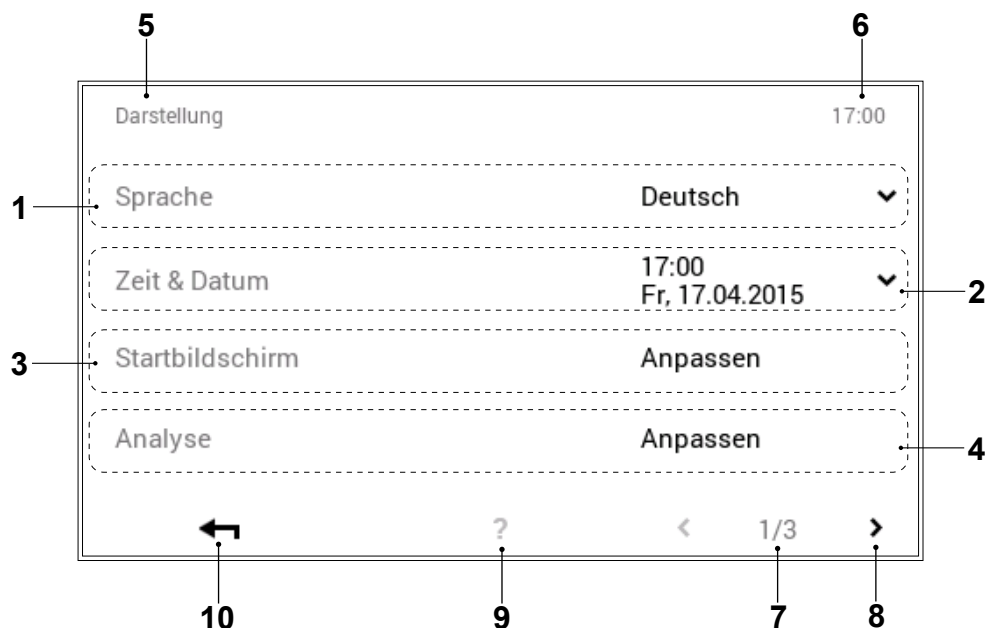 5 6
Darstellung 17:00
1 Sprache Deutsch
Zeit & Datum 17:00
Fr, 17.04.2015 2
3 Startbildschirm Anpassen
Analyse Anpassen 4
? 1/3
10 9 7 8